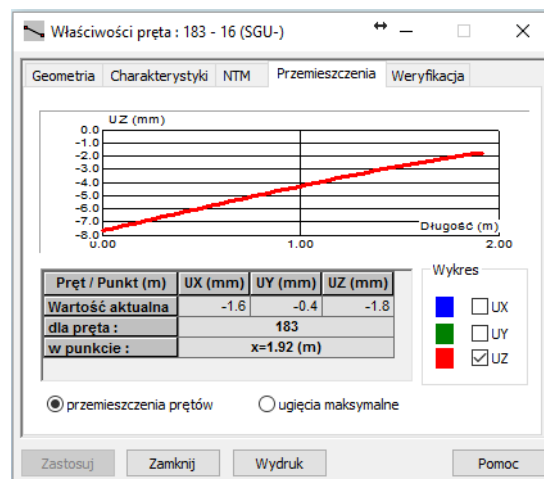 Właściwości pręta : 183 - 16 (SGU-)
Geometria Charakterystyki NTM Przemieszczenia Weryfikacja
UZ (mm)
0.0
-1.0
-2.0
-3.0
-4.0
-5.0
-6.0
-7.0
-8.0
Długość (m)
0.00 1.00 2.00
Pręt / Punkt (m) UX (mm) UY (mm) UZ (mm)
Wartość aktualna -1.6 -0.4 -1.8
dla pręta : 183
w punkcie : x=1.92 (m)
Wykres
UX
UY
UZ
przemieszczenia prętów ugięcia maksymalne
Zastosuj Zamknij Wydruk Pomoc